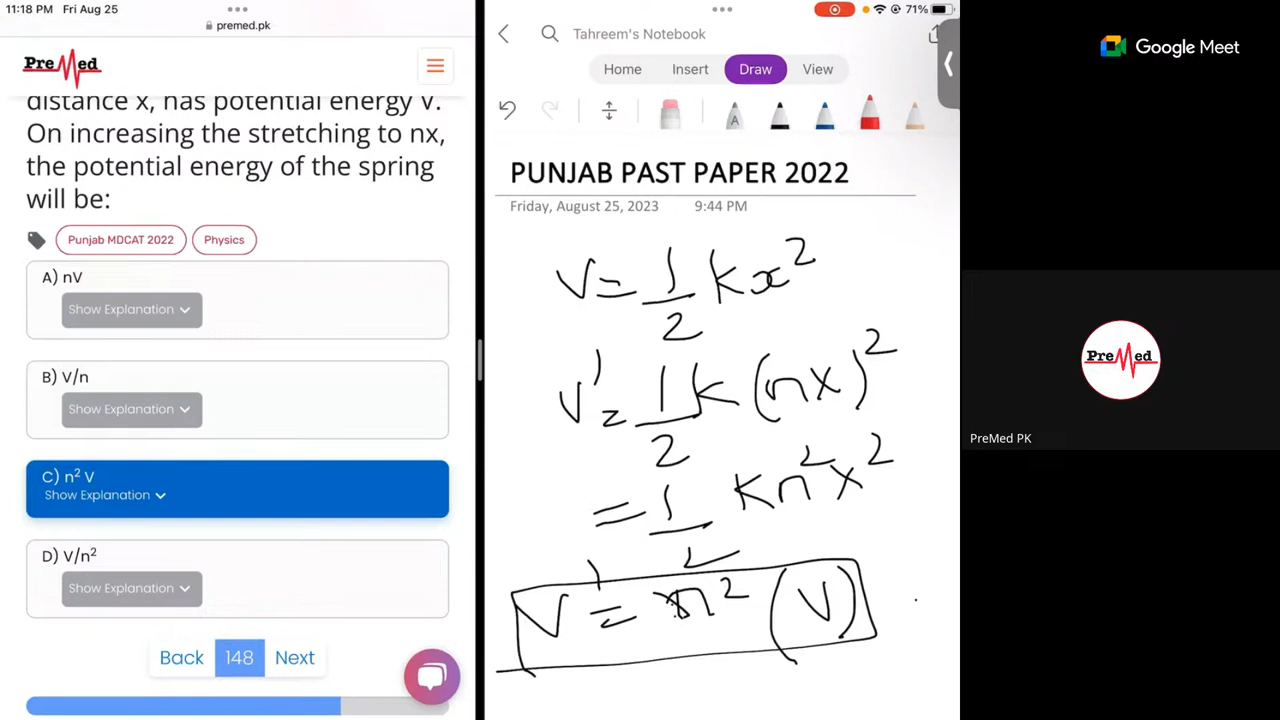 11:18 PM Fri Aug 25
premed.pk
PreMed
distance x, has potential energy V.
On increasing the stretching to nx,
the potential energy of the spring
will be:
Punjab MDCAT 2022
Physics
A) nV
Show Explanation
B) V/n
Show Explanation
C) n² V
Show Explanation
D) V/n²
Show Explanation
Back 148 Next
71%
Tahreem's Notebook
Home Insert Draw View
A
PUNJAB PAST PAPER 2022
Friday, August 25, 2023 9:44 PM
V = 1/2 kx²
V' = 1/2 k (nx)²
= 1/2 kn²x²
V' = n² (V)
Google Meet
PreMed
PreMed PK